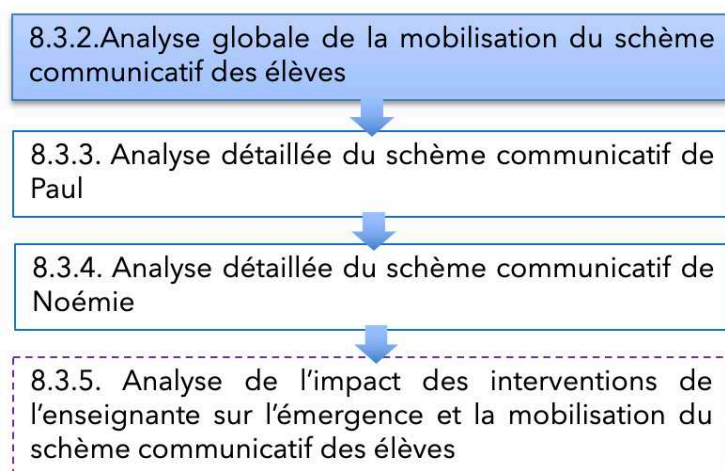 8.3.2.Analyse globale de la mobilisation du schème
communicatif des élèves
8.3.3. Analyse détaillée du schème communicatif de
Paul
8.3.4. Analyse détaillée du schème communicatif de
Noémie
8.3.5. Analyse de l'impact des interventions de
l'enseignante sur l'émergence et la mobilisation du
schème communicatif des élèves